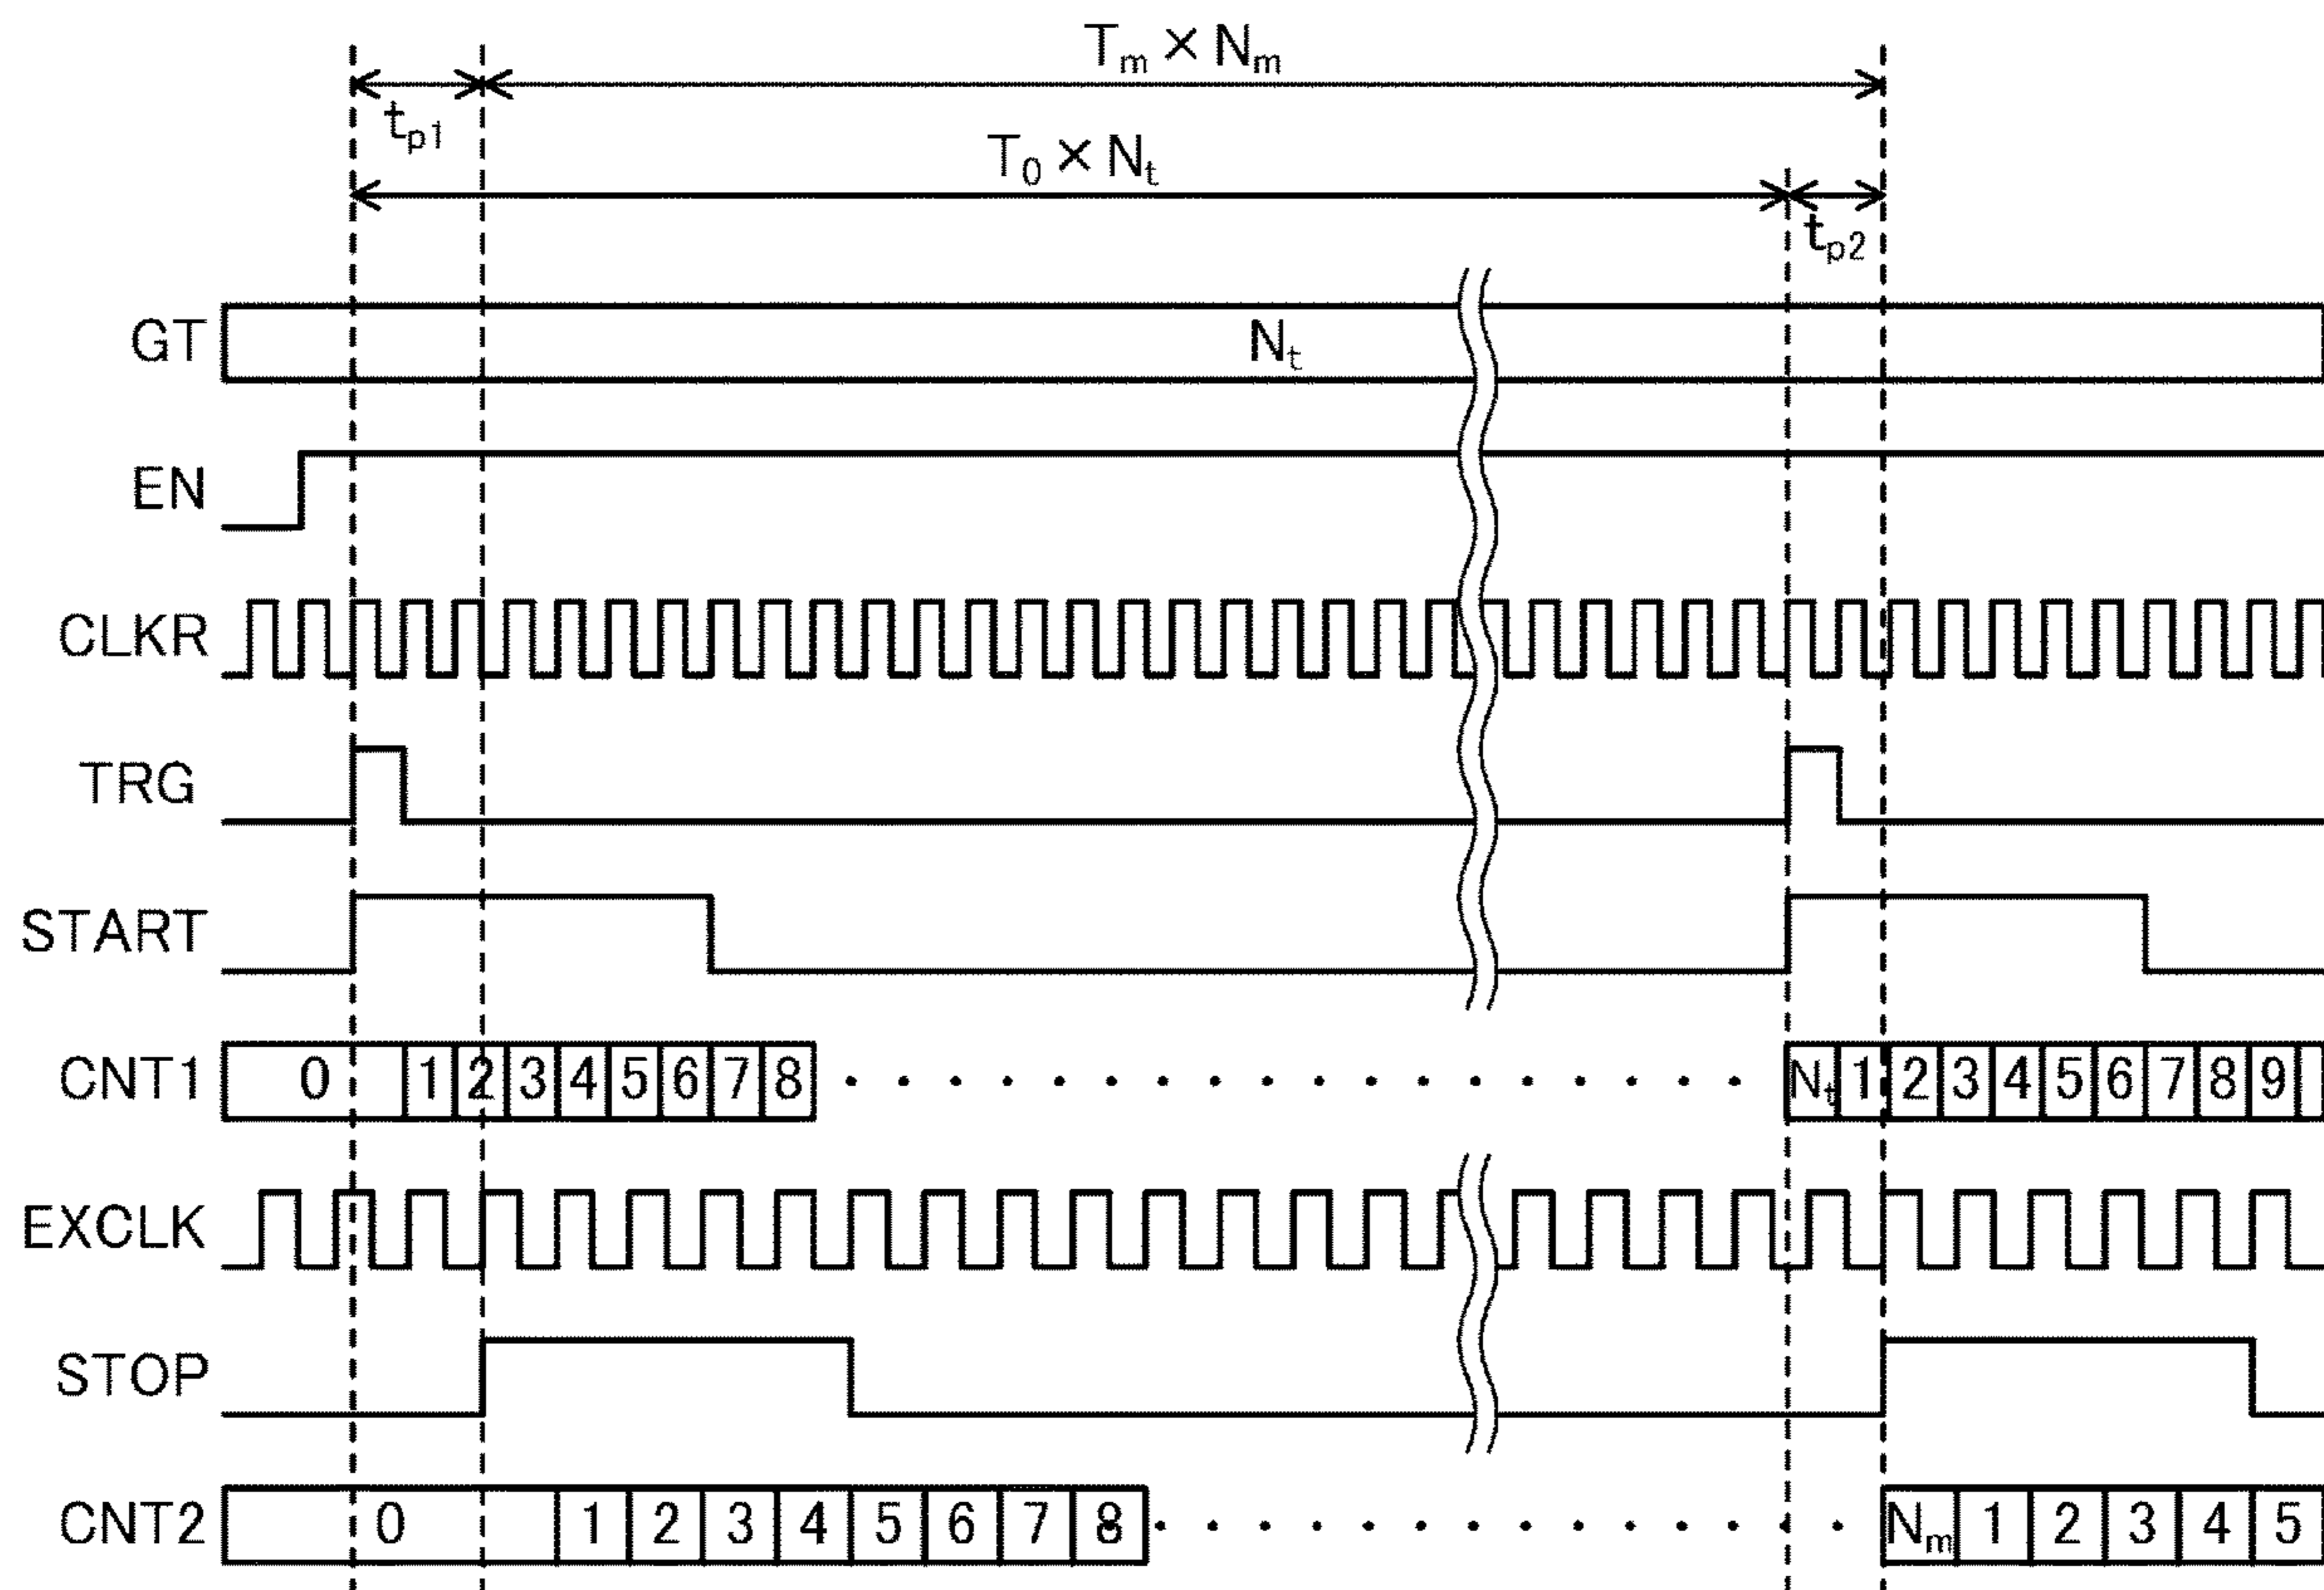 Tm × Nm
tp1
T0 × Nt
tp2
GT Nt
EN
CLKR
TRG
START
CNT1 0 1 2 3 4 5 6 7 8 · · · · · · · · · · · · · · · · · · Nt 1 2 3 4 5 6 7 8 9
EXCLK
STOP
CNT2 0 1 2 3 4 5 6 7 8 · · · · · · · · · · · · · · · Nm 1 2 3 4 5